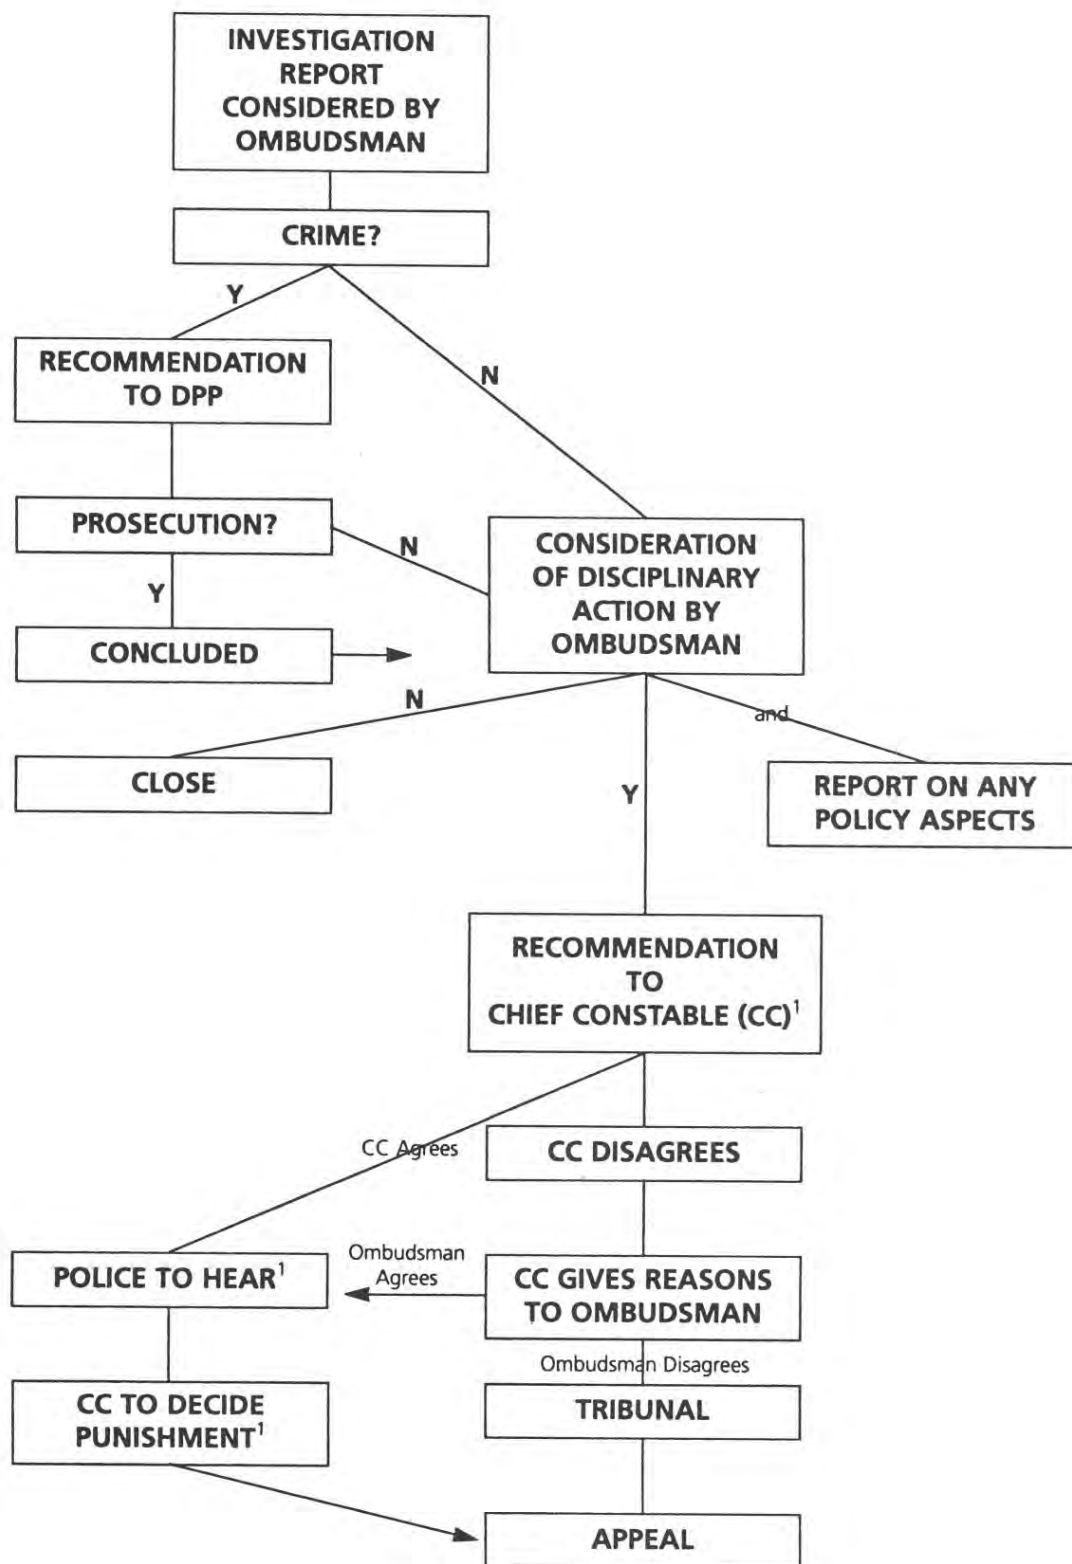 INVESTIGATION
REPORT
CONSIDERED BY
OMBUDSMAN
CRIME?
Y
N
RECOMMENDATION
TO DPP
PROSECUTION?
N
Y
CONSIDERATION
OF DISCIPLINARY
ACTION BY
OMBUDSMAN
CONCLUDED
N
and
CLOSE
Y
REPORT ON ANY
POLICY ASPECTS
RECOMMENDATION
TO
CHIEF CONSTABLE (CC)¹
CC Agrees
CC DISAGREES
POLICE TO HEAR¹
Ombudsman
Agrees
CC GIVES REASONS
TO OMBUDSMAN
Ombudsman Disagrees
CC TO DECIDE
PUNISHMENT¹
TRIBUNAL
APPEAL